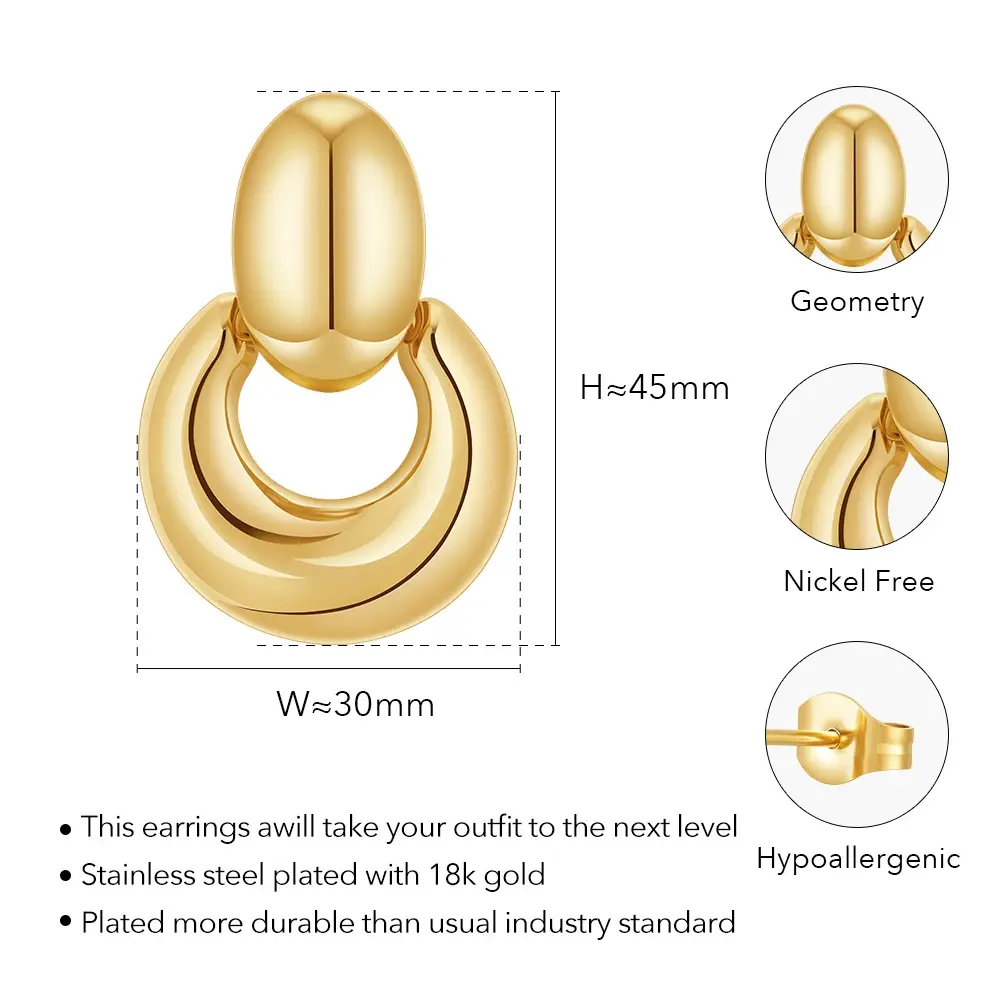 Geometry
H≈45mm
Nickel Free
W≈30mm
• This earrings awill take your outfit to the next level
• Stainless steel plated with 18k gold
• Plated more durable than usual industry standard
Hypoallergenic